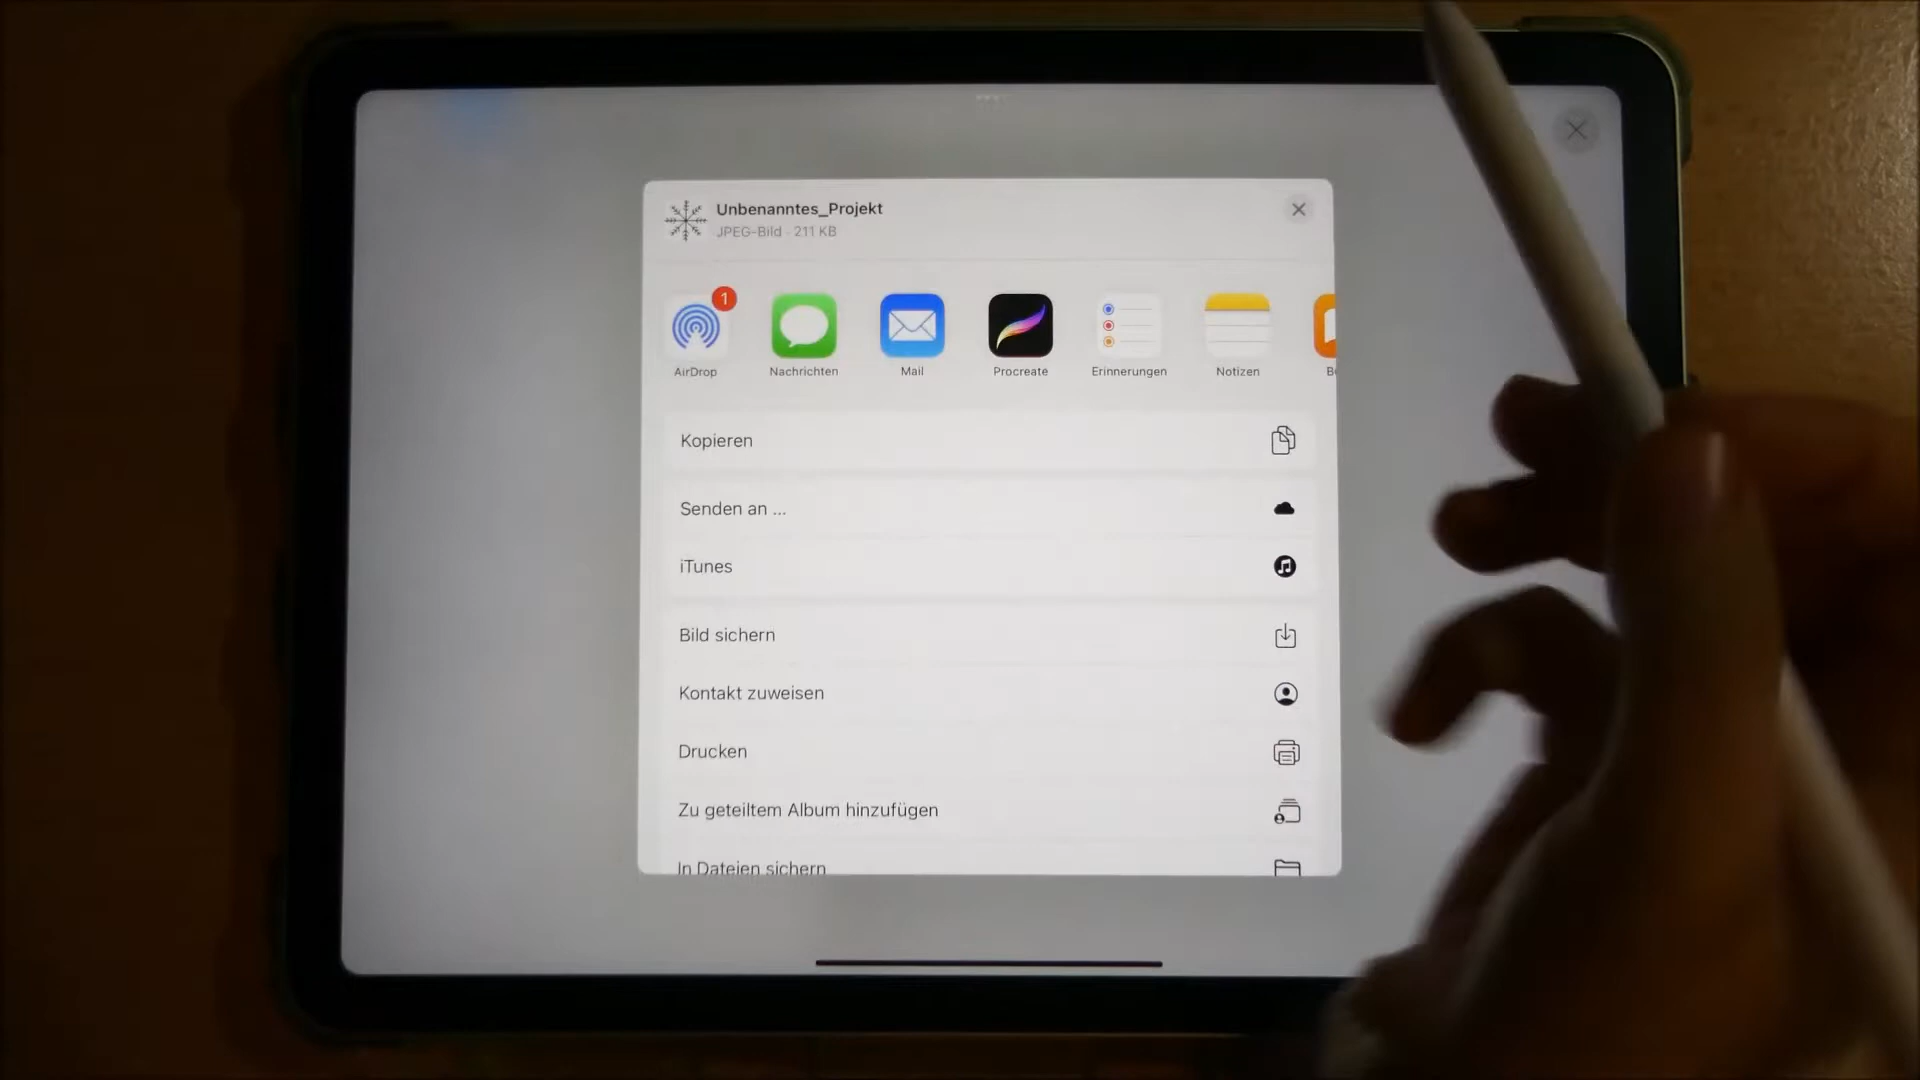 Unbenanntes_Projekt
JPEG-Bild - 211 KB
1
AirDrop
Nachrichten
Mail
Procreate
Erinnerungen
Notizen
Kopieren
Senden an ...
iTunes
Bild sichern
Kontakt zuweisen
Drucken
Zu geteiltem Album hinzufügen
In Dateien sichern